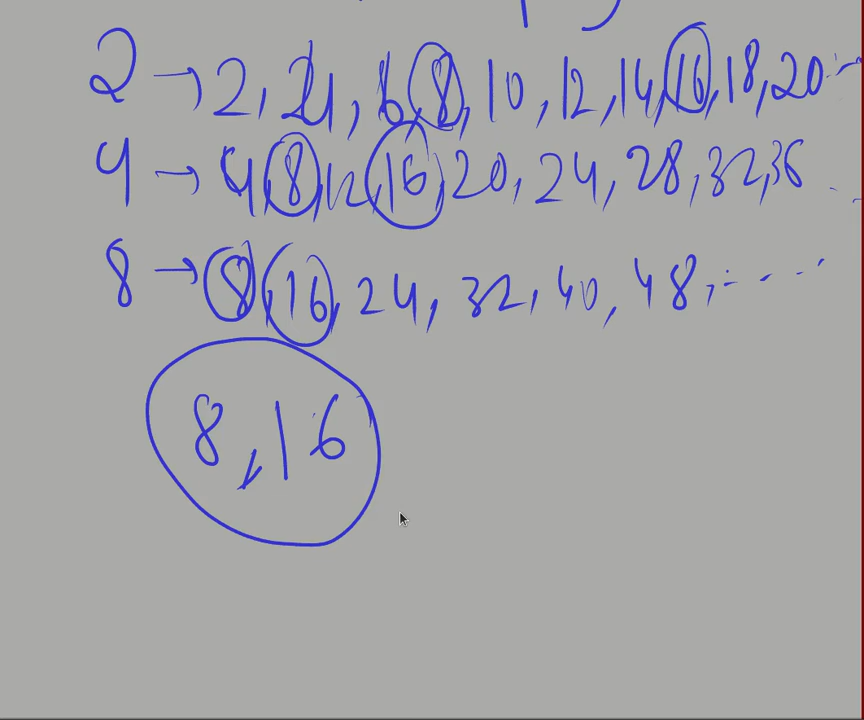 2 → 2, 4, 6, 8, 10, 12, 14, 16, 18, 20 ...
4 → 4, 8, 12, 16, 20, 24, 28, 32, 36 ...
8 → 8, 16, 24, 32, 40, 48, ....
8, 16